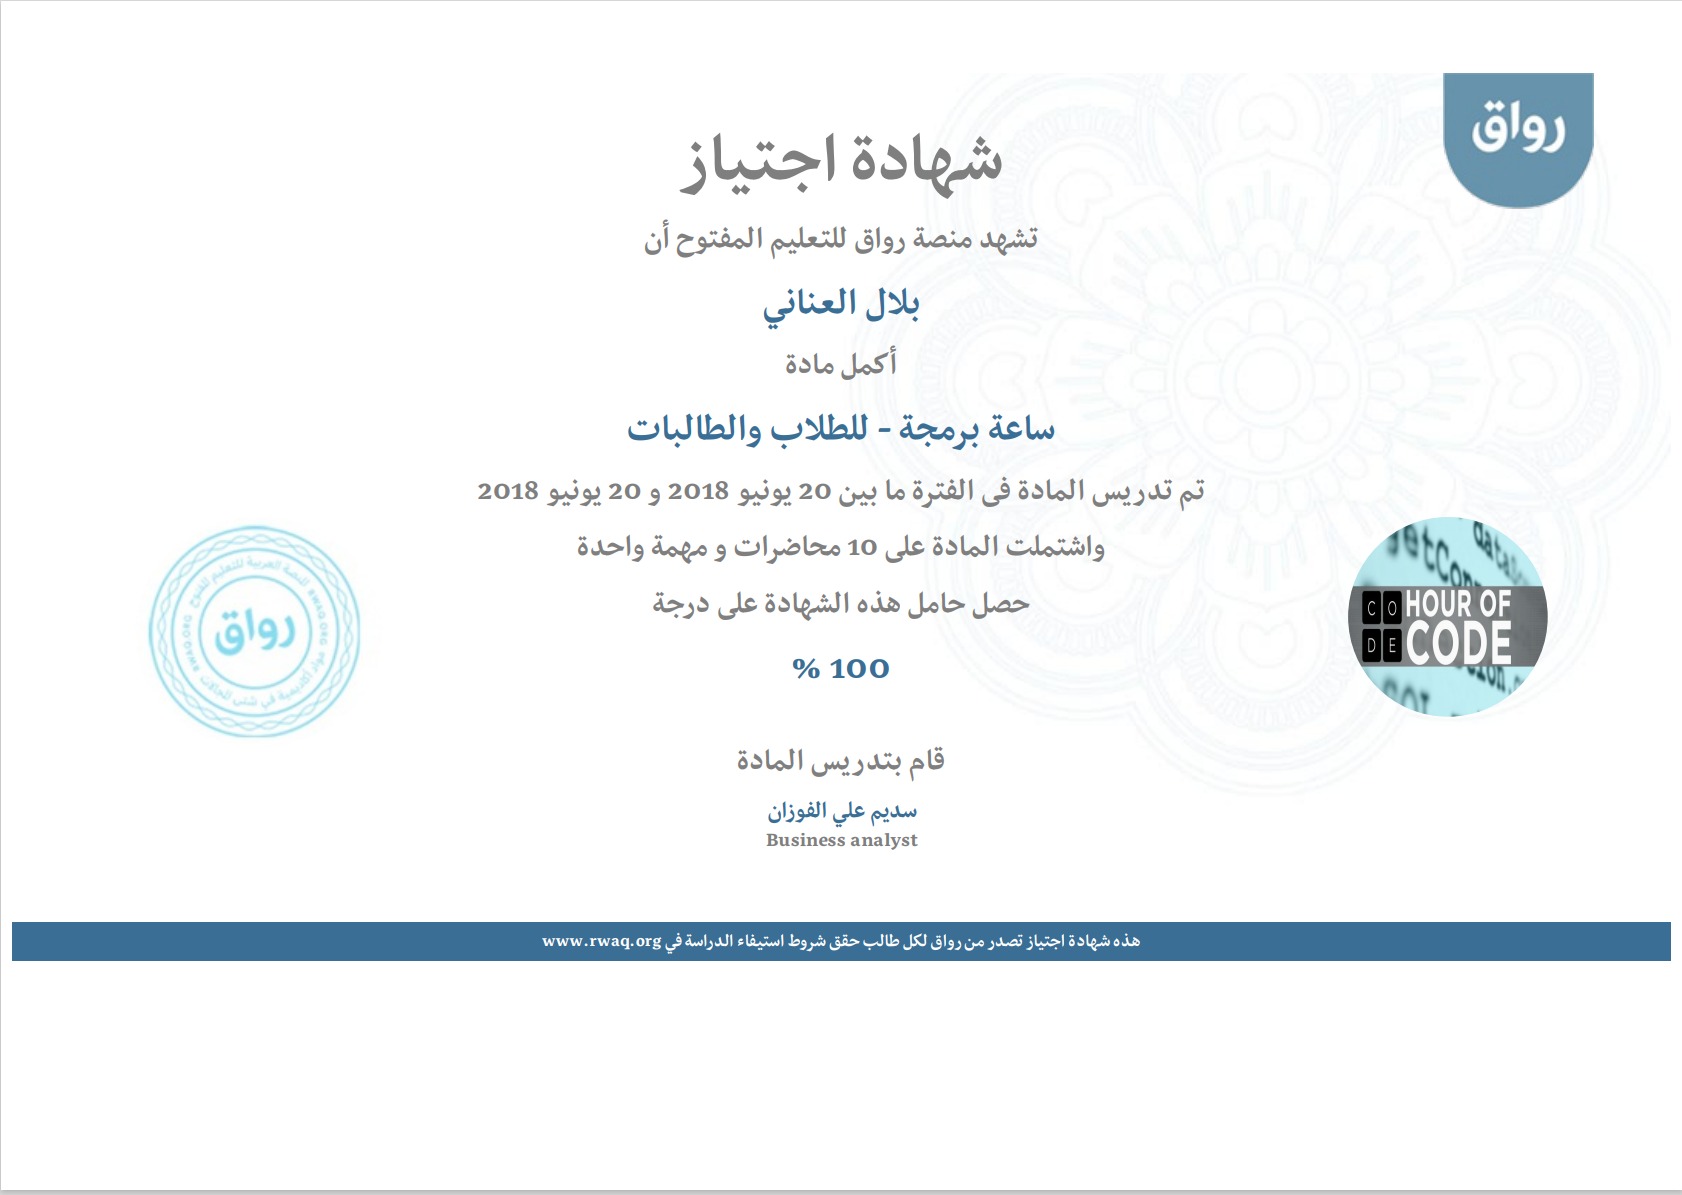 رواق
شهادة اجتياز
تشهد منصة رواق للتعليم المفتوح أن
بلال العناني
أكمل مادة
ساعة برمجة - للطلاب والطالبات
تم تدريس المادة فى الفترة ما بين 20 يونيو 2018 و 20 يونيو 2018
واشتملت المادة على 10 محاضرات و مهمة واحدة
حصل حامل هذه الشهادة على درجة
100 %
HOUR OF
CODE
CO
DE
رواق
RWAQ.ORG
مواد أكاديمية في شتى المجالات
قام بتدريس المادة
سديم علي الفوزان
Business analyst
هذه شهادة اجتياز تصدر من رواق لكل طالب حقق شروط استيفاء الدراسة في www.rwaq.org